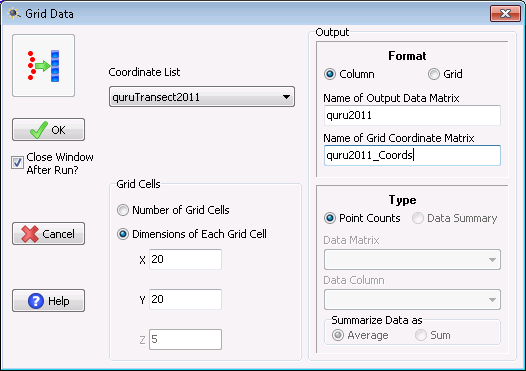 Grid Data
OK
Close Window
After Run?
Cancel
Help
Coordinate List
quruTransect2011
Grid Cells
Number of Grid Cells
Dimensions of Each Grid Cell
X 20
Y 20
Z 5
Output
Format
Column Grid
Name of Output Data Matrix
quru2011
Name of Grid Coordinate Matrix
quru2011_Coords
Type
Point Counts Data Summary
Data Matrix
Data Column
Summarize Data as
Average Sum